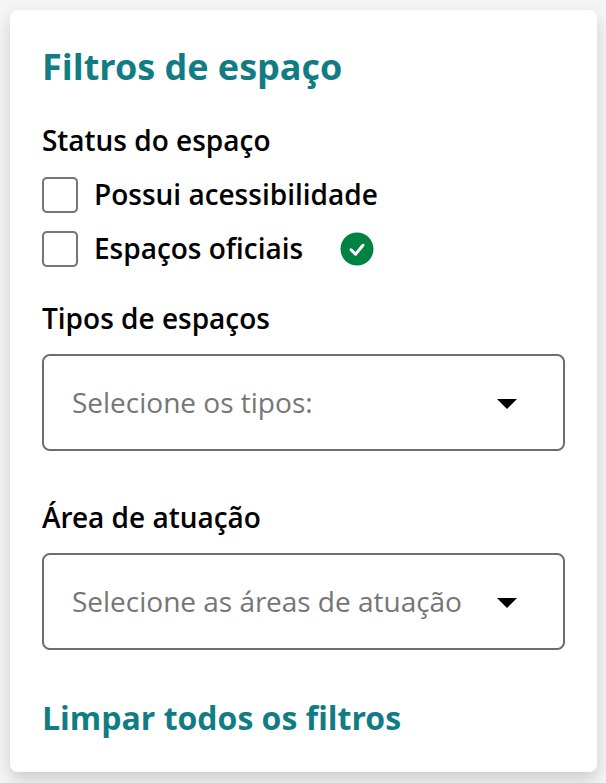 Filtros de espaço
Status do espaço
Possui acessibilidade
Espaços oficiais
Tipos de espaços
Selecione os tipos:
Área de atuação
Selecione as áreas de atuação
Limpar todos os filtros